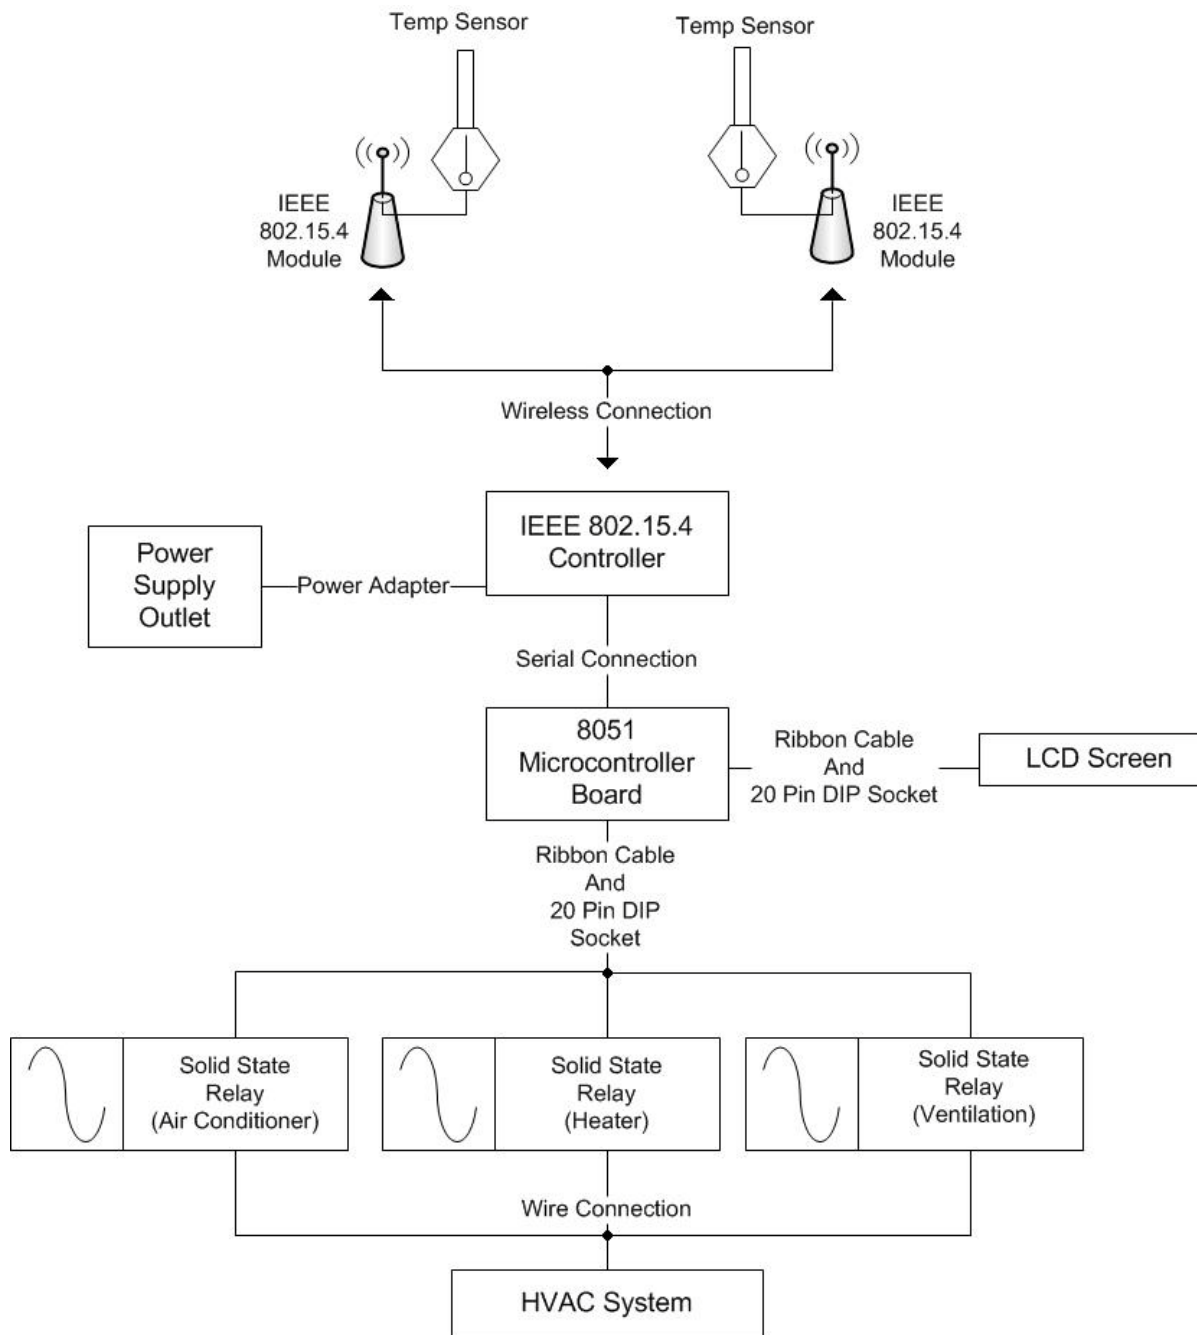 Temp Sensor
Temp Sensor
IEEE
802.15.4
Module
IEEE
802.15.4
Module
Wireless Connection
IEEE 802.15.4
Controller
Power
Supply
Outlet
Power Adapter
Serial Connection
8051
Microcontroller
Board
Ribbon Cable
And
20 Pin DIP Socket
LCD Screen
Ribbon Cable
And
20 Pin DIP
Socket
Solid State
Relay
(Air Conditioner)
Solid State
Relay
(Heater)
Solid State
Relay
(Ventilation)
Wire Connection
HVAC System